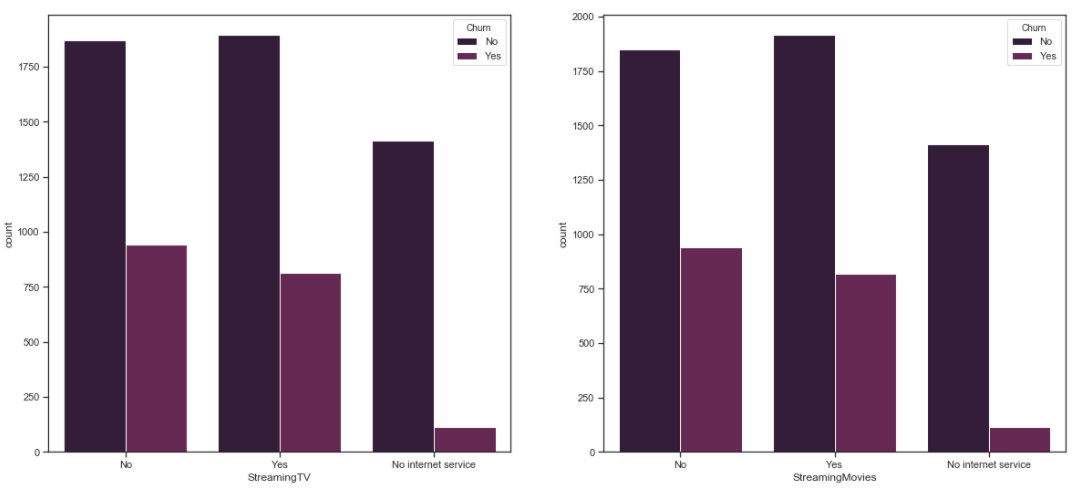 Churn
No
Yes
1750
1500
1250
1000
750
500
250
0
count
No Yes No internet service
StreamingTV
Churn
No
Yes
2000
1750
1500
1250
1000
750
500
250
0
count
No Yes No internet service
StreamingMovies